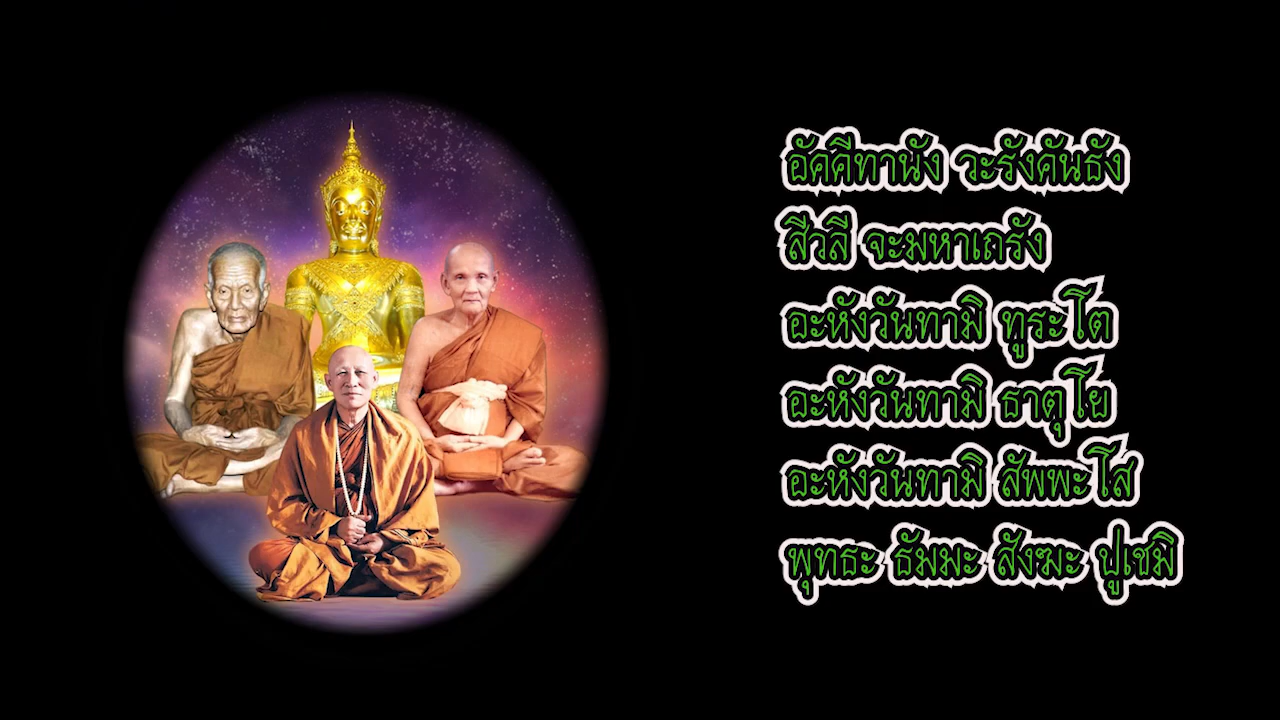 อัคคีทานัง วะรังคันธัง
สีวลี จะมหาเถรัง
อะหังวันทามิ ทูระโต
อะหังวันทามิ ธาตุโย
อะหังวันทามิ สัพพะโส
พุทธะ ธัมมะ สังฆะ ปูเชมิ